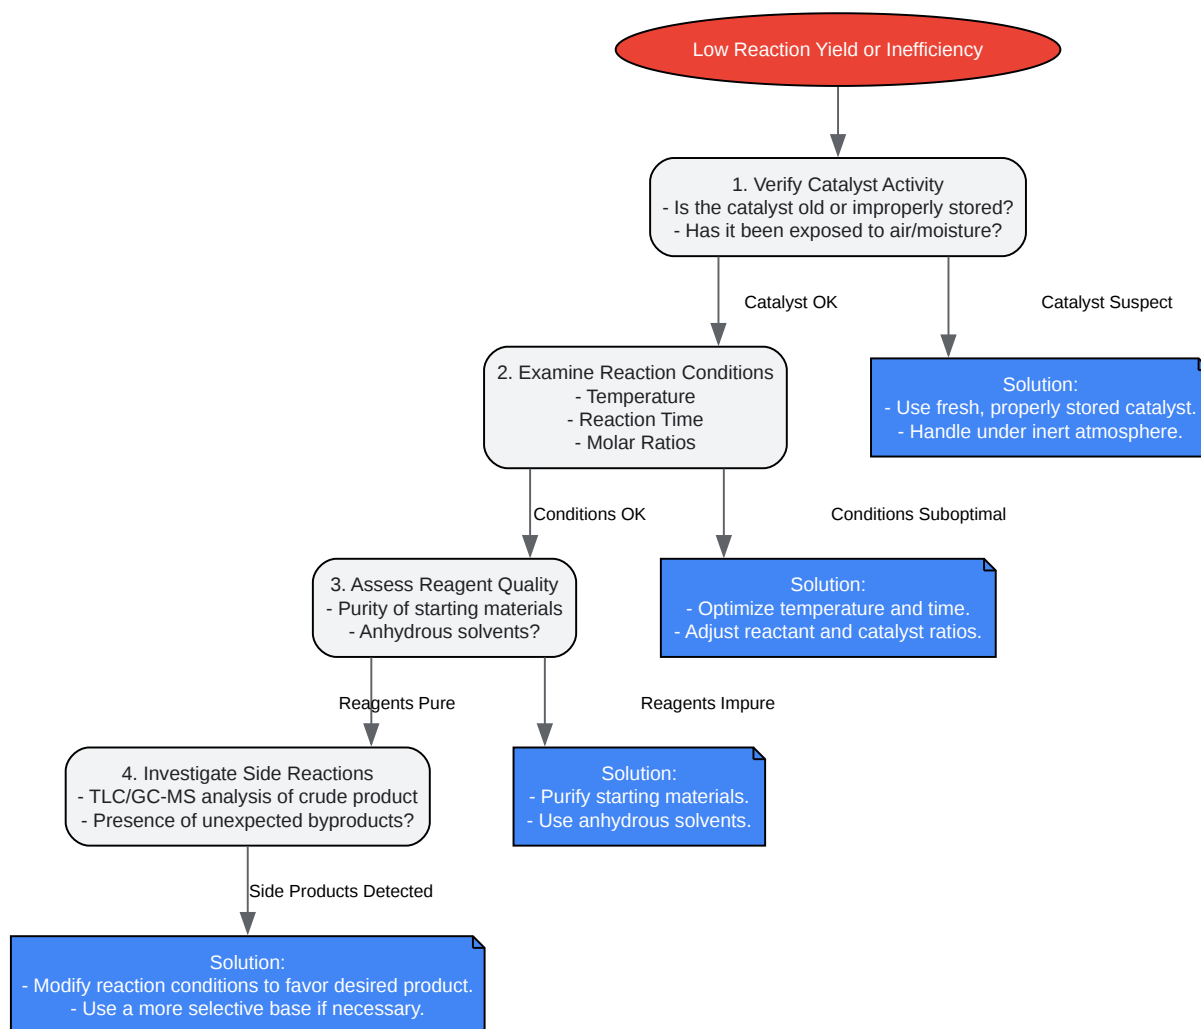 Low Reaction Yield or Inefficiency
1. Verify Catalyst Activity
- Is the catalyst old or improperly stored?
- Has it been exposed to air/moisture?
Catalyst OK
Catalyst Suspect
2. Examine Reaction Conditions
- Temperature
- Reaction Time
- Molar Ratios
Solution:
- Use fresh, properly stored catalyst.
- Handle under inert atmosphere.
Conditions OK
Conditions Suboptimal
3. Assess Reagent Quality
- Purity of starting materials
- Anhydrous solvents?
Solution:
- Optimize temperature and time.
- Adjust reactant and catalyst ratios.
Reagents Pure
Reagents Impure
4. Investigate Side Reactions
- TLC/GC-MS analysis of crude product
- Presence of unexpected byproducts?
Solution:
- Purify starting materials.
- Use anhydrous solvents.
Side Products Detected
Solution:
- Modify reaction conditions to favor desired product.
- Use a more selective base if necessary.